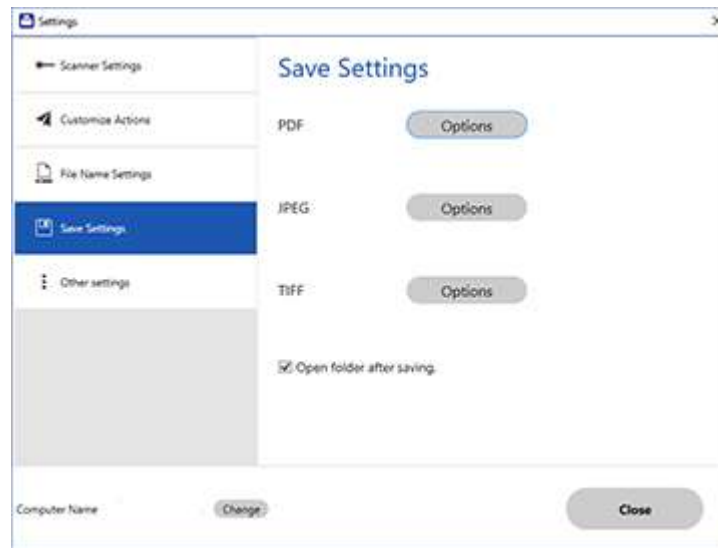 Settings
Scanner Settings
Customize Actions
File Name Settings
Save Settings
Other settings
Save Settings
PDF Options
JPEG Options
TIFF Options
Open folder after saving.
Computer Name Change Close